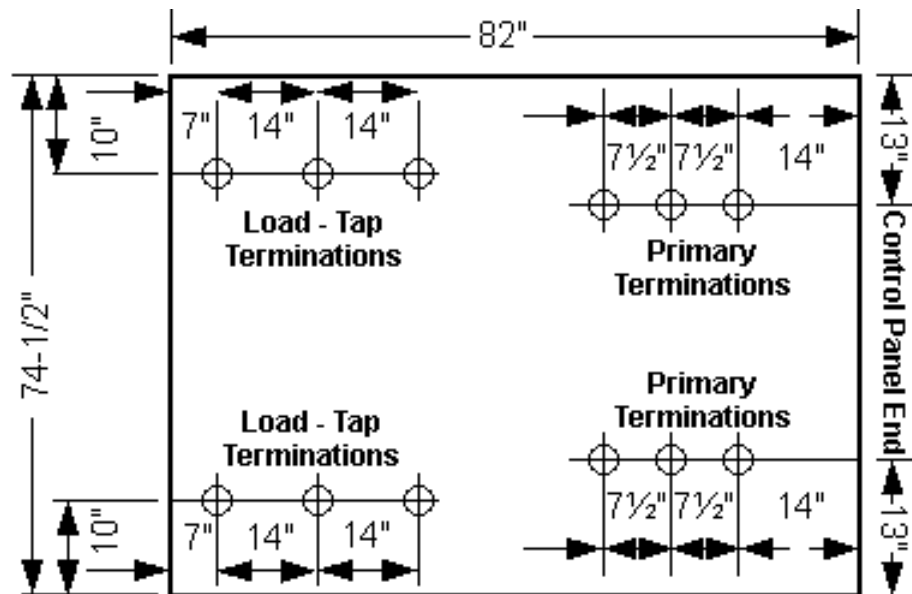 82"
10"
7" 14" 14"
7½" 7½" 14"
13"
Load - Tap
Terminations
Primary
Terminations
74-1/2"
Control Panel End
Primary
Terminations
Load - Tap
Terminations
10"
7" 14" 14"
7½" 7½" 14"
13"